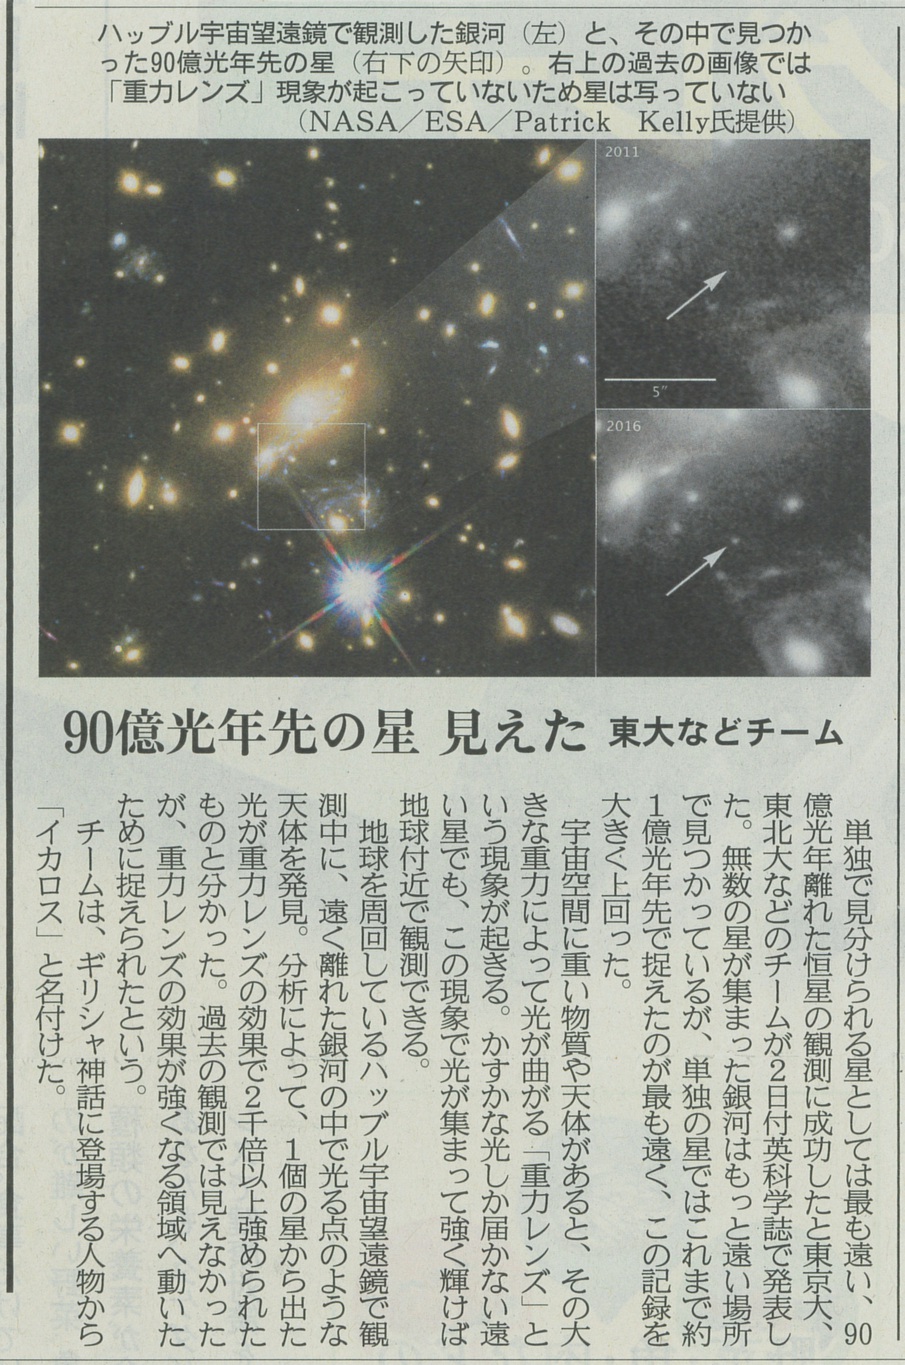 ハッブル宇宙望遠鏡で観測した銀河（左）と、その中で見つか
った90億光年先の星（右下の矢印）。右上の過去の画像では
「重力レンズ」現象が起こっていないため星は写っていない
（NASA／ESA／Patrick　Kelly氏提供）
2011
5"
2016
90億光年先の星 見えた 東大などチーム
単独で見分けられる星としては最も遠い、90
億光年離れた恒星の観測に成功したと東京大、
東北大などのチームが2日付英科学誌で発表し
た。無数の星が集まった銀河はもっと遠い場所
で見つかっているが、単独の星ではこれまで約
1億光年先で捉えたのが最も遠く、この記録を
大きく上回った。
宇宙空間に重い物質や天体があると、その大
きな重力によって光が曲がる「重力レンズ」と
いう現象が起きる。かすかな光しか届かない遠
い星でも、この現象で光が集まって強く輝けば
地球付近で観測できる。
地球を周回しているハッブル宇宙望遠鏡で観
測中に、遠く離れた銀河の中で光る点のような
天体を発見。分析によって、1個の星から出た
光が重力レンズの効果で2千倍以上強められた
ものと分かった。過去の観測では見えなかった
が、重力レンズの効果が強くなる領域へ動いた
ために捉えられたという。
チームは、ギリシャ神話に登場する人物から
「イカロス」と名付けた。